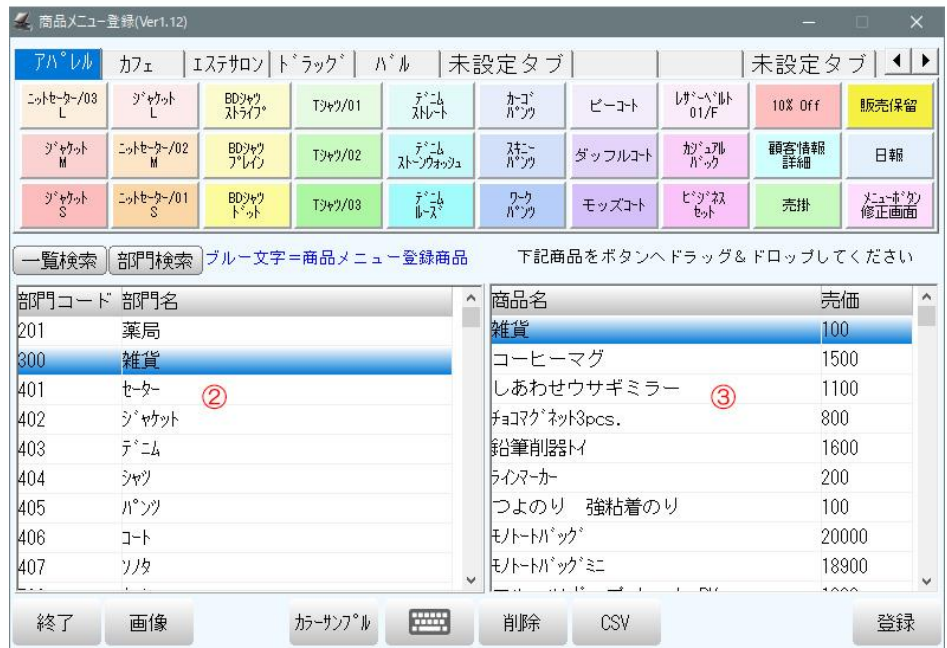 商品メニュー登録(Ver1.12)
アパレル カフェ エステサロン ドラッグ バル 未設定タブ 未設定タブ
ニットセーター/03 L ジャケット L BDシャツ ストライプ Tシャツ/01 デニム ストレート カーゴ パンツ ピーコート レザーベルト 01/F 10% Off 販売保留
ジャケット M ニットセーター/02 M BDシャツ プレイン Tシャツ/02 デニム ストーンウォッシュ スキニー パンツ ダッフルコート カジュアル バック 顧客情報 詳細 日報
ジャケット S ニットセーター/01 S BDシャツ ドット Tシャツ/03 デニム ルーズ ワーク パンツ モッズコート ビジネス セット 売掛 メニューボタン 修正画面
一覧検索 部門検索 ブルー文字=商品メニュー登録商品 下記商品をボタンへドラッグ&ドロップしてください
部門コード 部門名 商品名 売価
201 薬局 雑貨 100
300 雑貨 コーヒーマグ 1500
401 セーター しあわせウサギミラー 1100
② ③
402 ジャケット チョコマグネット3pcs. 800
403 デニム 鉛筆削器トイ 1600
404 シャツ ラインマーカー 200
405 パンツ つよのり 強粘着のり 100
406 コート モノトートバッグ 20000
407 ソノタ モノトートバッグミニ 18900
終了 画像 カラーサンプル 削除 CSV 登録